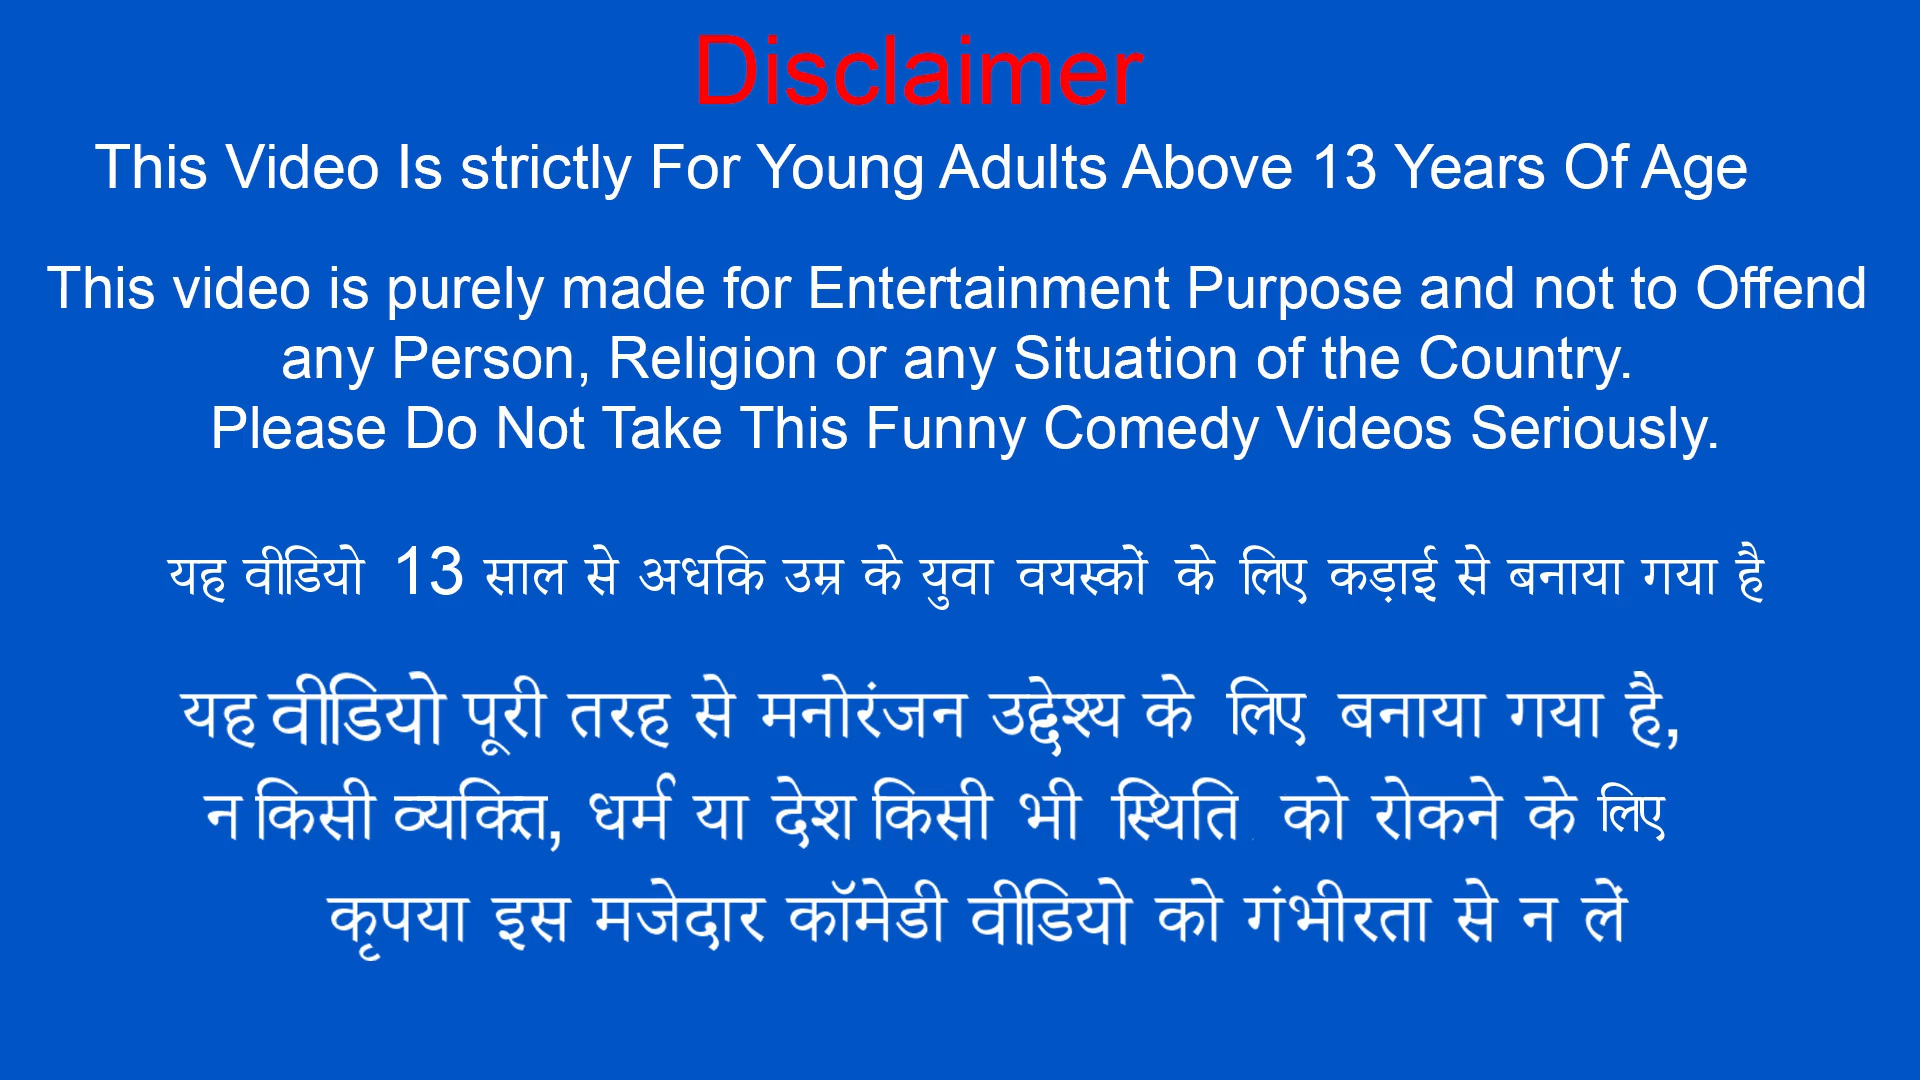 Disclaimer
This Video Is strictly For Young Adults Above 13 Years Of Age
This video is purely made for Entertainment Purpose and not to Offend
any Person, Religion or any Situation of the Country.
Please Do Not Take This Funny Comedy Videos Seriously.
यह वीडियो 13 साल से अधकि उम्र के युवा वयस्कों के लिए कड़ाई से बनाया गया है
यह वीडियो पूरी तरह से मनोरंजन उद्देश्य के लिए बनाया गया है,
न किसी व्यक्ति, धर्म या देश किसी भी स्थिति को रोकने के लिए
कृपया इस मजेदार कॉमेडी वीडियो को गंभीरता से न लें